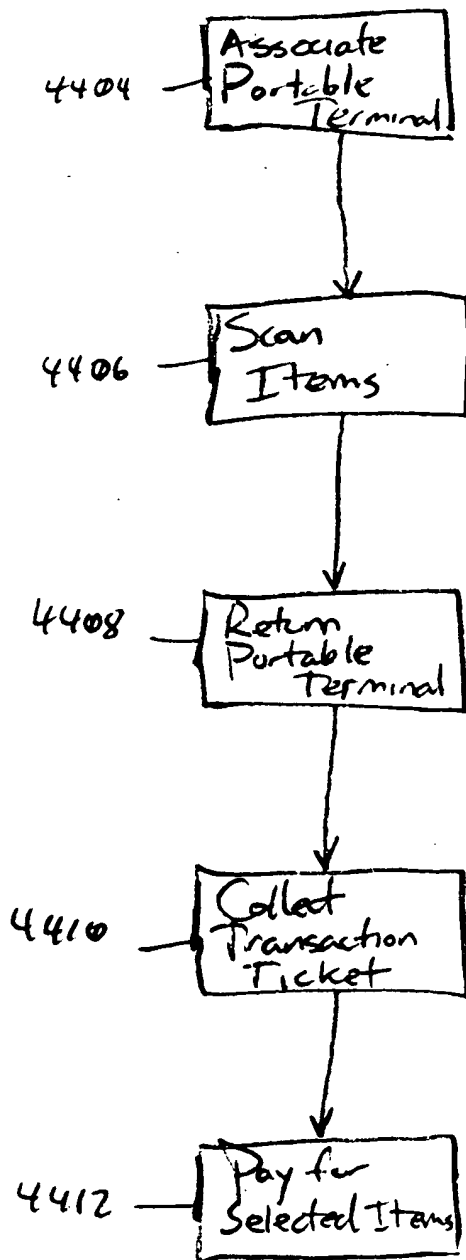 4404
Associate
Portable
Terminal
4406
Scan
Items
4408
Return
Portable
Terminal
4410
Collect
Transaction
Ticket
4412
Pay for
Selected Items